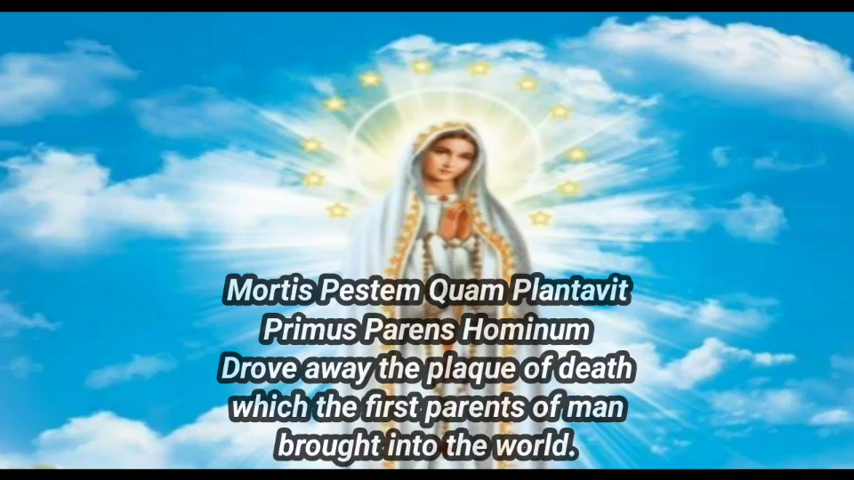 Mortis Pestem Quam Plantavit
Primus Parens Hominum
Drove away the plaque of death
which the first parents of man
brought into the world.